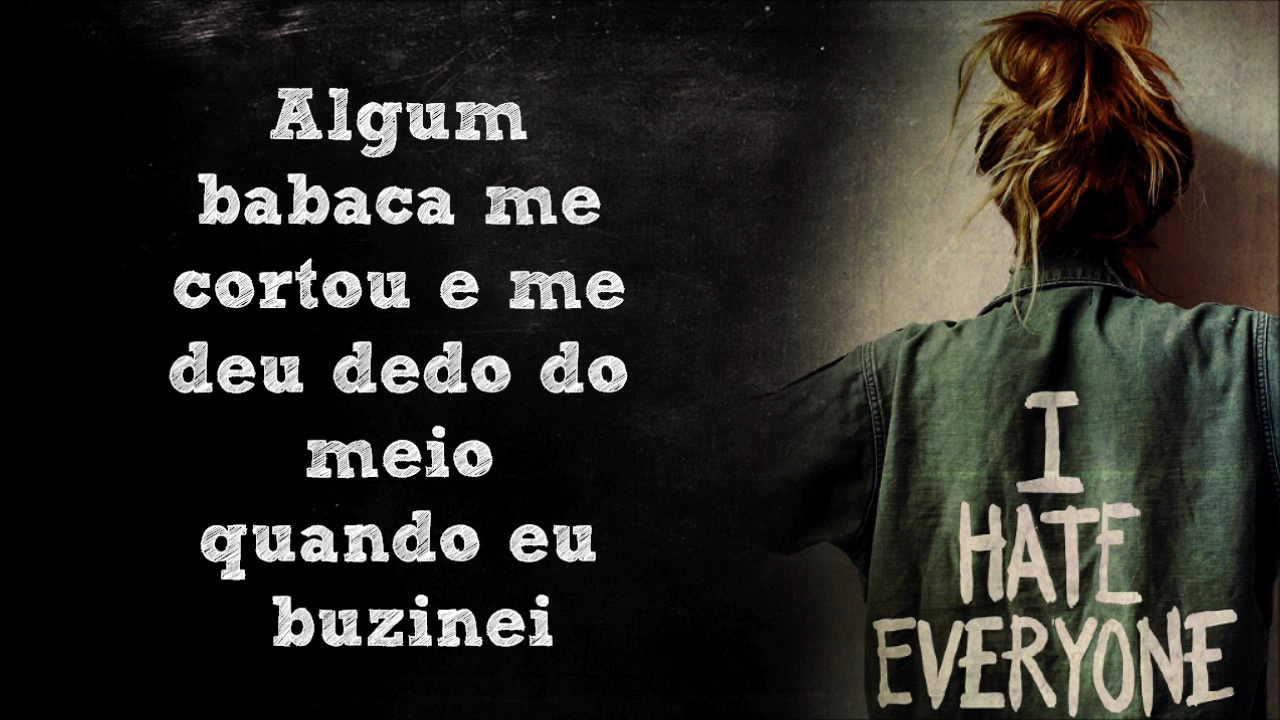 Algum
babaca me
cortou e me
deu dedo do
meio
quando eu
buzinei
I
HATE
EVERYONE